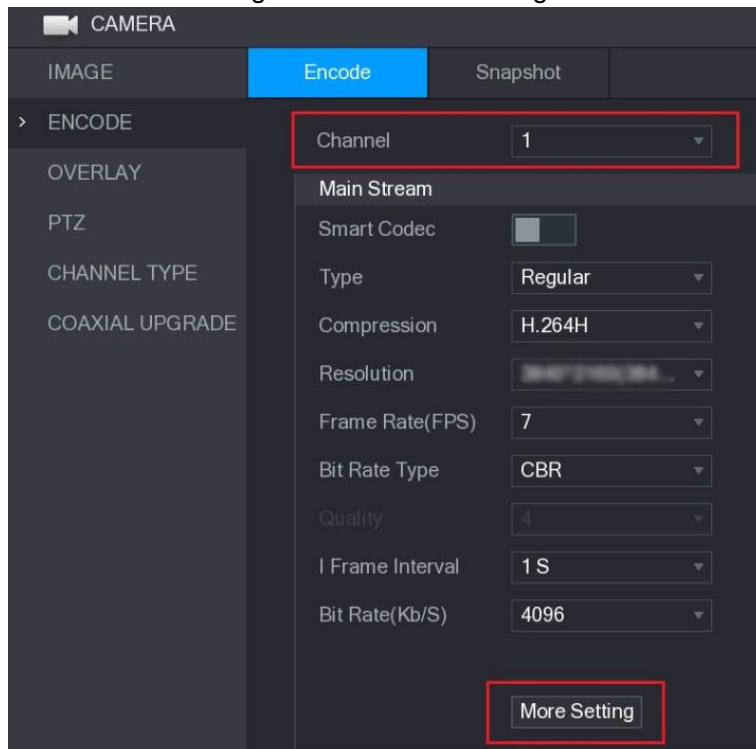 CAMERA
IMAGE
Encode Snapshot
> ENCODE
Channel 1
OVERLAY
Main Stream
PTZ
Smart Codec
CHANNEL TYPE
Type Regular
COAXIAL UPGRADE
Compression H.264H
Resolution
Frame Rate(FPS) 7
Bit Rate Type CBR
Quality 4
I Frame Interval 1 S
Bit Rate(Kb/S) 4096
More Setting